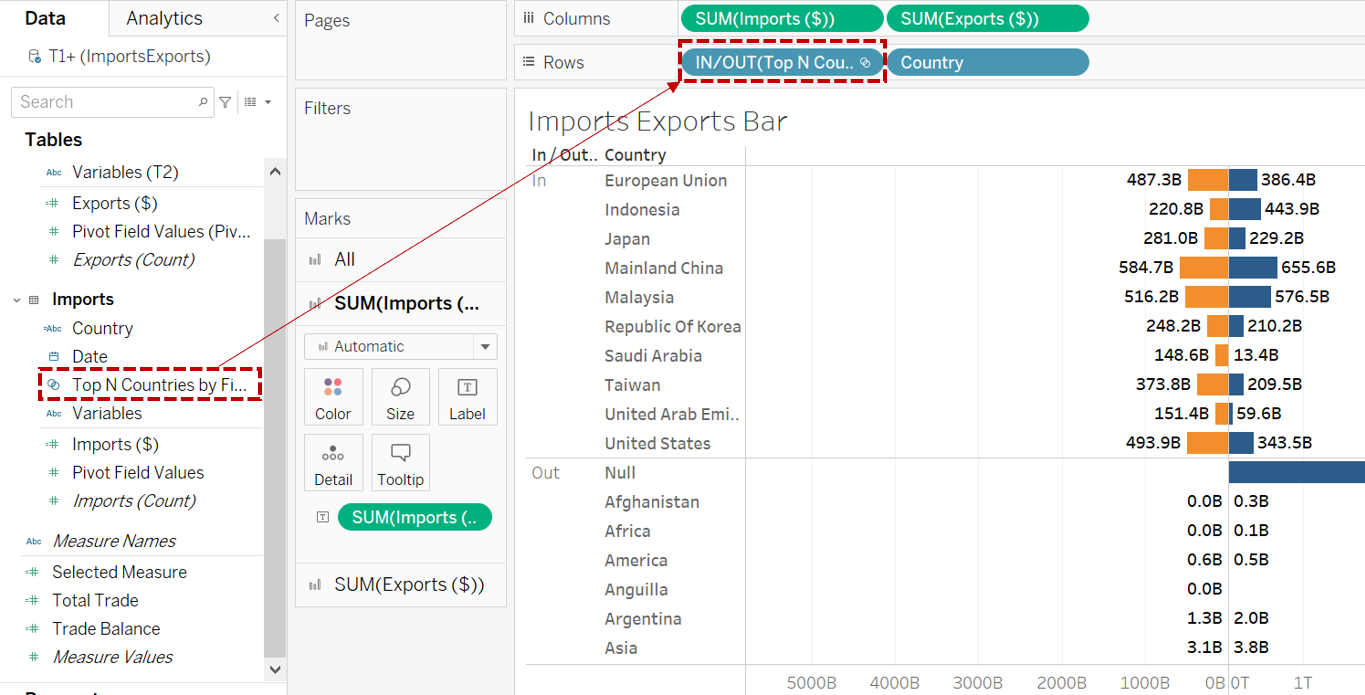 Data
Analytics
T1+ (ImportsExports)
Search
Tables
Abc Variables (T2)
Exports ($)
Pivot Field Values (Piv...
Exports (Count)
Imports
Abc Country
Date
Top N Countries by Fi...
Abc Variables
Imports ($)
Pivot Field Values
Imports (Count)
Abc Measure Names
Selected Measure
Total Trade
Trade Balance
Measure Values
Pages
Filters
Marks
All
SUM(Imports (...
Automatic
Color
Size
T Label
Detail
Tooltip
T SUM(Imports (..
SUM(Exports ($))
Columns SUM(Imports ($)) SUM(Exports ($))
Rows IN/OUT(Top N Cou.. Country
Imports Exports Bar
In / Out.. Country
In European Union 487.3B 386.4B
Indonesia 220.8B 443.9B
Japan 281.0B 229.2B
Mainland China 584.7B 655.6B
Malaysia 516.2B 576.5B
Republic Of Korea 248.2B 210.2B
Saudi Arabia 148.6B 13.4B
Taiwan 373.8B 209.5B
United Arab Emi.. 151.4B 59.6B
United States 493.9B 343.5B
Out Null
Afghanistan 0.0B 0.3B
Africa 0.0B 0.1B
America 0.6B 0.5B
Anguilla 0.0B
Argentina 1.3B 2.0B
Asia 3.1B 3.8B
5000B 4000B 3000B 2000B 1000B 0B 0T 1T